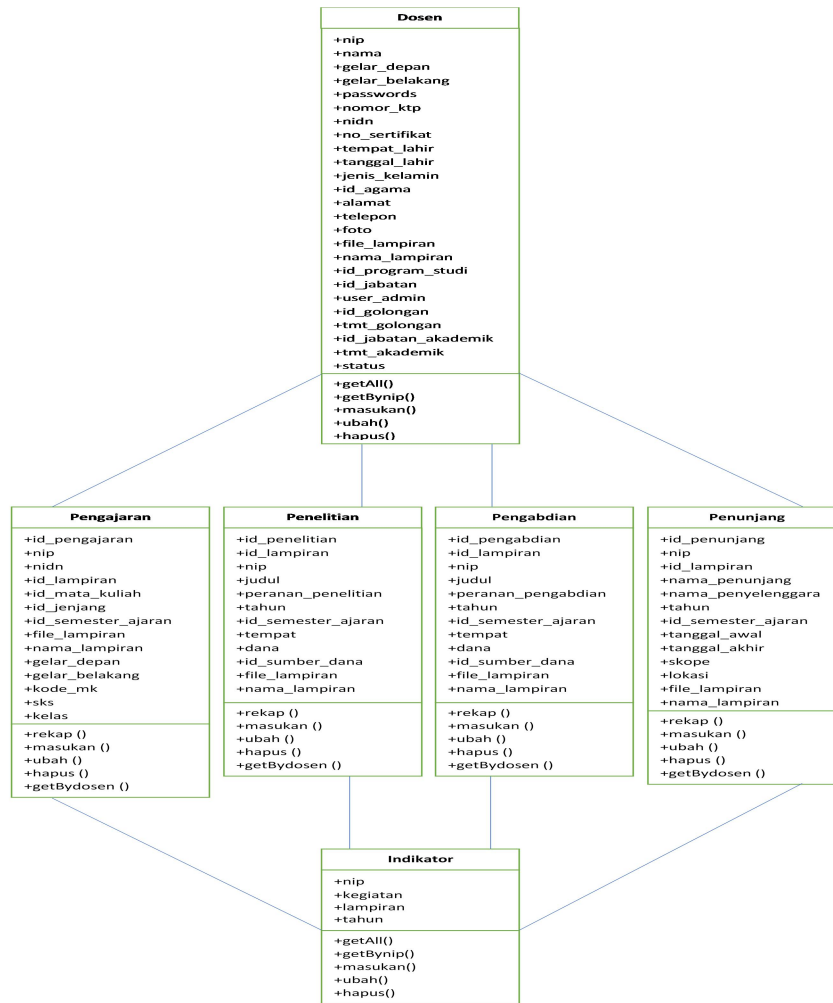 Dosen
+nip
+nama
+gelar_depan
+gelar_belakang
+passwords
+nomor_ktp
+nidn
+no_sertifikat
+tempat_lahir
+tanggal_lahir
+jenis_kelamin
+id_agama
+alamat
+telepon
+foto
+file_lampiran
+nama_lampiran
+id_program_studi
+id_jabatan
+user_admin
+id_golongan
+tmt_golongan
+id_jabatan_akademik
+tmt_akademik
+status
+getAll()
+getBynip()
+masukan()
+ubah()
+hapus()
Pengajaran
+id_pengajaran
+nip
+nidn
+id_lampiran
+id_mata_kuliah
+id_jenjang
+id_semester_ajaran
+file_lampiran
+nama_lampiran
+gelar_depan
+gelar_belakang
+kode_mk
+sks
+kelas
+rekap ()
+masukan ()
+ubah ()
+hapus ()
+getBydosen ()
Penelitian
+id_penelitian
+id_lampiran
+nip
+judul
+peranan_penelitian
+tahun
+id_semester_ajaran
+tempat
+dana
+id_sumber_dana
+file_lampiran
+nama_lampiran
+rekap ()
+masukan ()
+ubah ()
+hapus ()
+getBydosen ()
Pengabdian
+id_pengabdian
+id_lampiran
+nip
+judul
+peranan_pengabdian
+tahun
+id_semester_ajaran
+tempat
+dana
+id_sumber_dana
+file_lampiran
+nama_lampiran
+rekap ()
+masukan ()
+ubah ()
+hapus ()
+getBydosen ()
Penunjang
+id_penunjang
+nip
+id_lampiran
+nama_penunjang
+nama_penyelenggara
+tahun
+id_semester_ajaran
+tanggal_awal
+tanggal_akhir
+skope
+lokasi
+file_lampiran
+nama_lampiran
+rekap ()
+masukan ()
+ubah ()
+hapus ()
+getBydosen ()
Indikator
+nip
+kegiatan
+lampiran
+tahun
+getAll()
+getBynip()
+masukan()
+ubah()
+hapus()